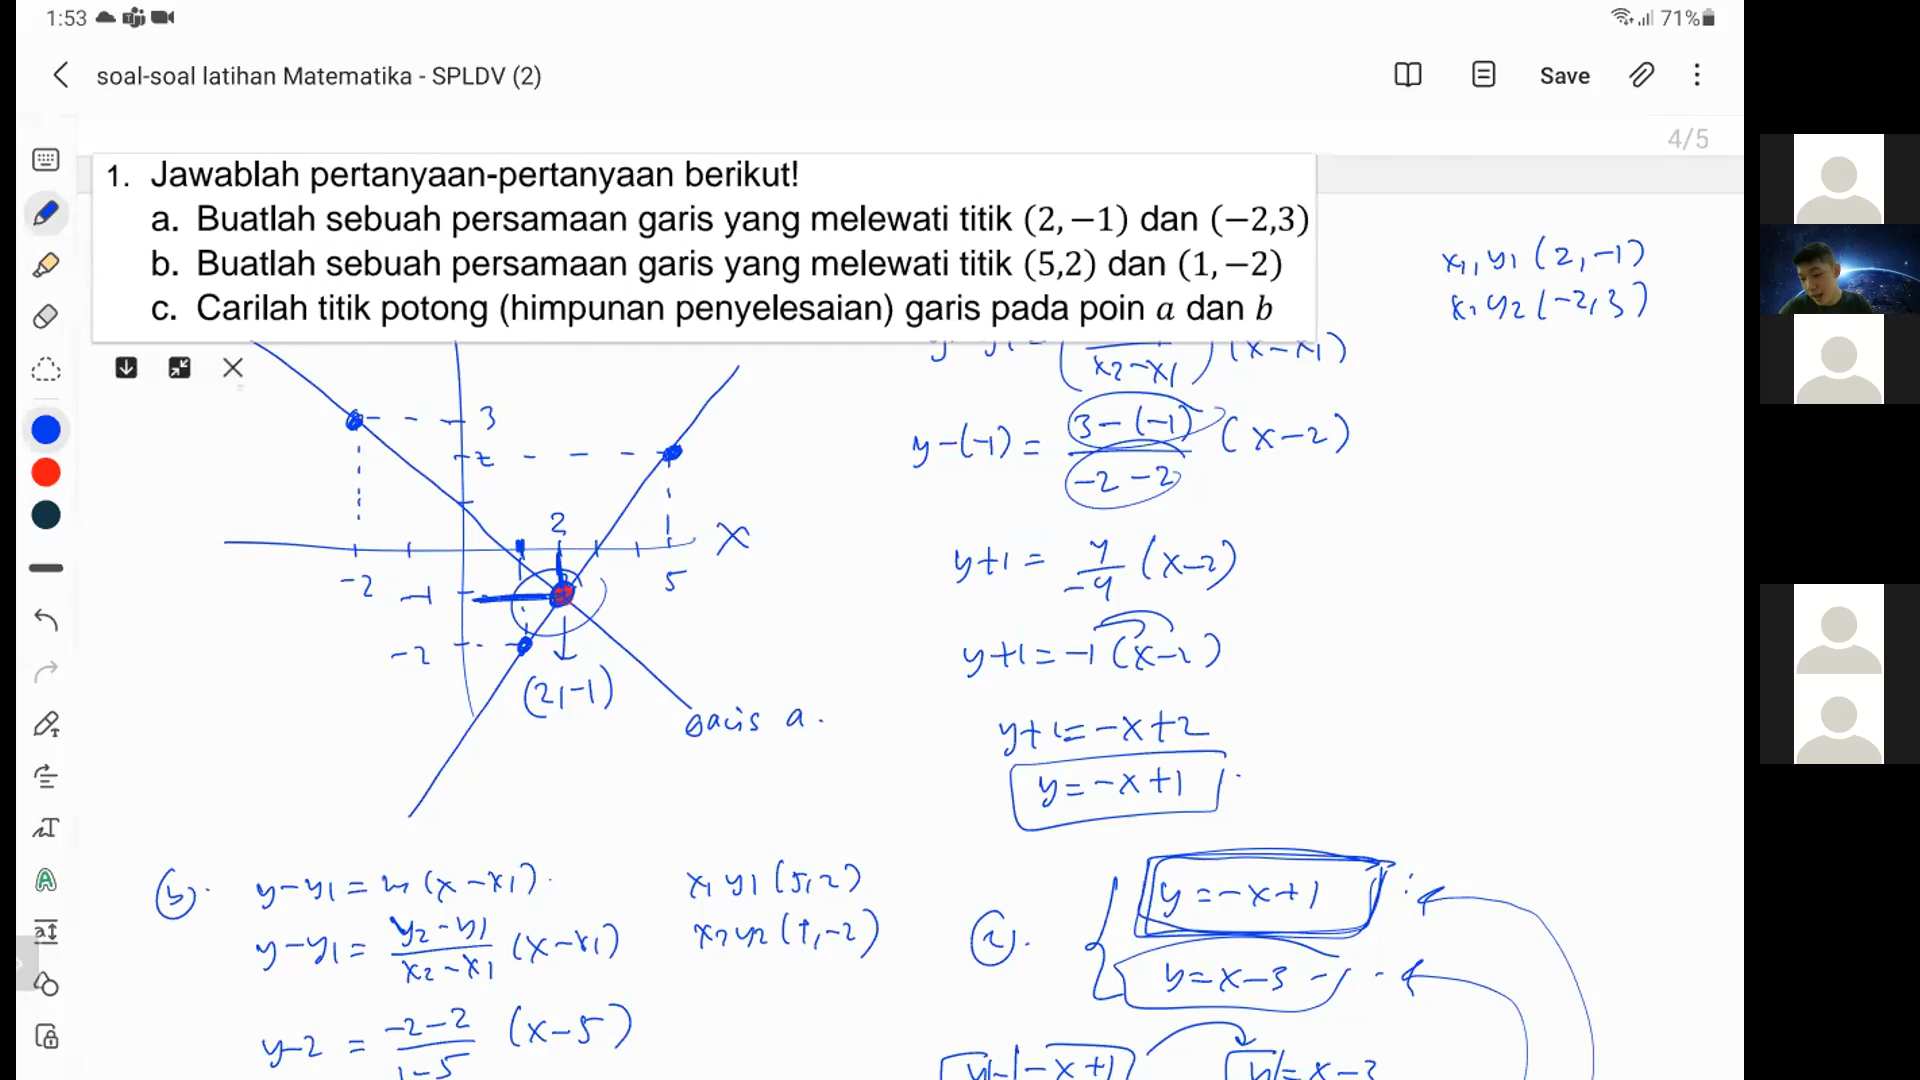 1:53 71%
soal-soal latihan Matematika - SPLDV (2)
Save
4/5
1. Jawablah pertanyaan-pertanyaan berikut!
a. Buatlah sebuah persamaan garis yang melewati titik (2, −1) dan (−2,3)
b. Buatlah sebuah persamaan garis yang melewati titik (5,2) dan (1, −2)
c. Carilah titik potong (himpunan penyelesaian) garis pada poin a dan b
x1, y1 (2, -1)
(-2, 3)
x2-x1) (x-x1)
y-(-1) = 3-(-1)/-2-2 (x-2)
y+1 = 4/-4 (x-2)
y+1 = -1 (x-2)
y+1 = -x+2
y = -x+1
3
2
2
X
-2
-1
5
-2
(2,-1)
garis a.
(b). y-y1 = m (x-x1).
x1 y1 (5,2)
y-y1 = y2-y1/x2-x1 (x-x1)
x2 y2 (1,-2)
y-2 = -2-2/1-5 (x-5)
y = -x+1
y = x-3